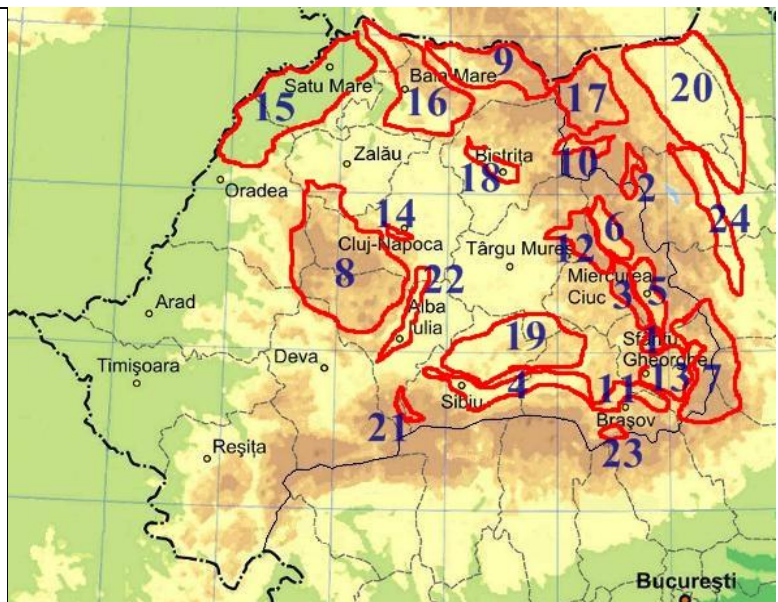 9
Satu Mare
Baia Mare
20
15
16
17
Zalău
Bistrița
10
Oradea
18
2
14
6
24
Cluj-Napoca
Târgu Mureș
12
8
22
Miercurea
Ciuc
3
5
Arad
Alba
Iulia
19
Sfântu
1
Gheorghe
Timișoara
Deva
13
7
4
11
Sibiu
Brașov
21
23
Reșița
București